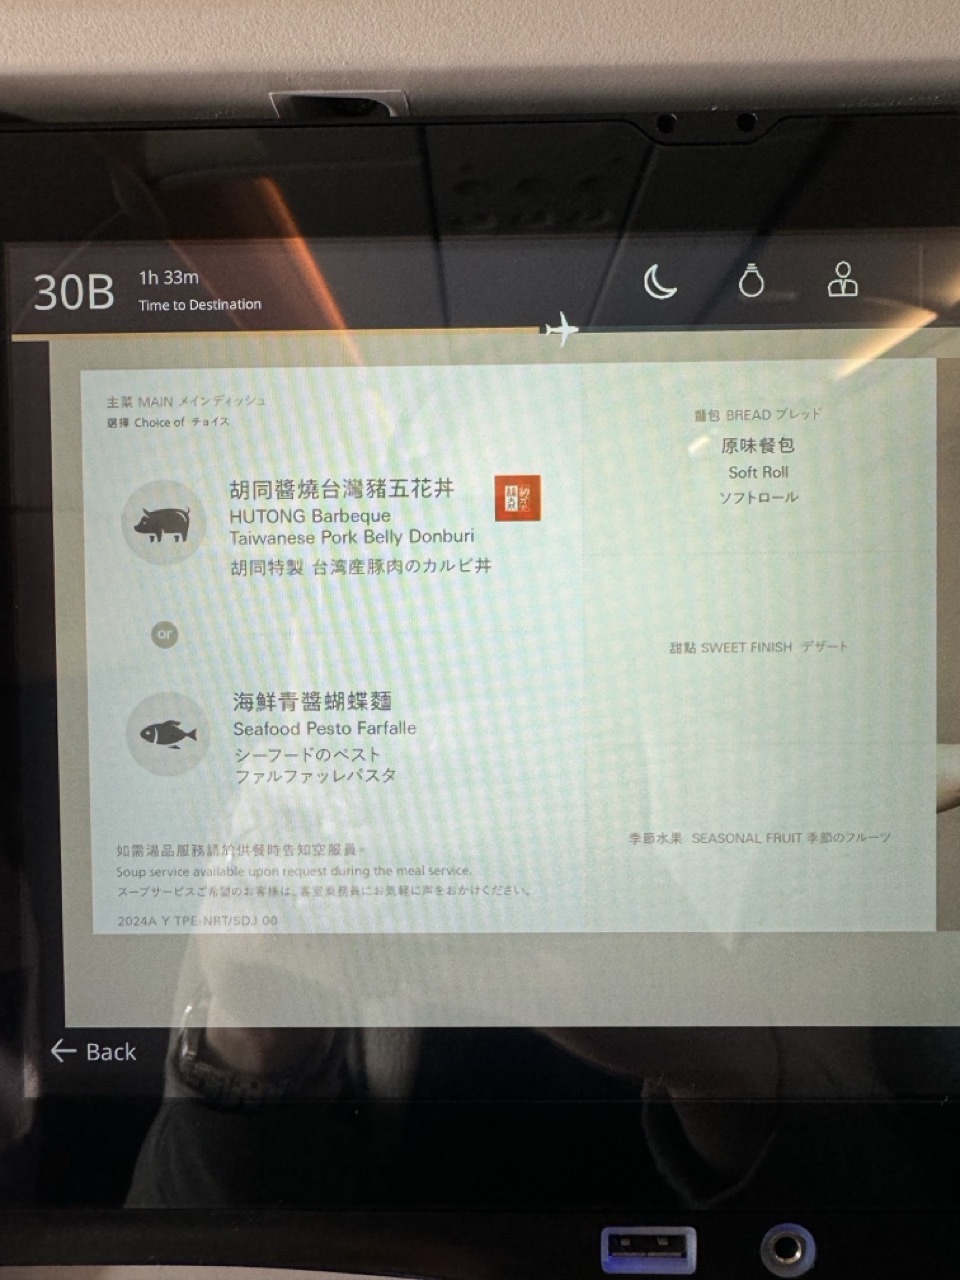 30B
1h 33m
Time to Destination
主菜 MAIN メインディッシュ
選擇 Choice of チョイス
胡同醬燒台灣豬五花丼
HUTONG Barbeque
Taiwanese Pork Belly Donburi
胡同特製 台湾産豚肉のカルビ丼
or
海鮮青醬蝴蝶麵
Seafood Pesto Farfalle
シーフードのペスト
ファルファッレパスタ
如需湯品服務請於供餐時告知空服員。
Soup service available upon request during the meal service.
スープサービスご希望のお客様は、客室乗務員にお気軽に声をおかけください。
2024A Y TPE-NRT/SDJ 00
麵包 BREAD ブレッド
原味餐包
Soft Roll
ソフトロール
甜點 SWEET FINISH デザート
季節水果 SEASONAL FRUIT 季節のフルーツ
← Back